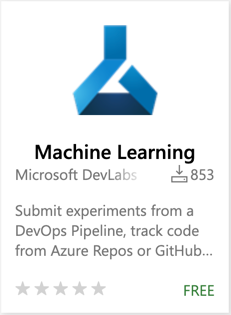 Machine Learning
Microsoft DevLabs 853
Submit experiments from a
DevOps Pipeline, track code
from Azure Repos or GitHub...
FREE